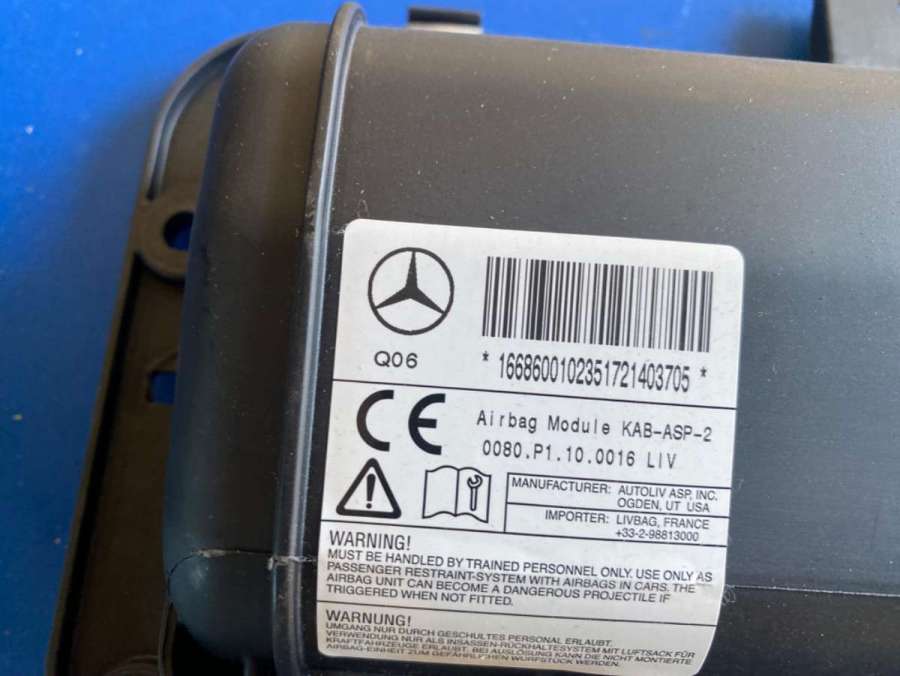 Q06
* 1668600102351721403705 *
CE
Airbag Module KAB-ASP-2
0080.P1.10.0016 LIV
MANUFACTURER: AUTOLIV ASP, INC.
OGDEN, UT USA
IMPORTER: LIVBAG, FRANCE
+33-2-98813000
WARNING!
MUST BE HANDLED BY TRAINED PERSONNEL ONLY. USE ONLY AS
PASSENGER RESTRAINT-SYSTEM WITH AIRBAGS IN CARS. THE
AIRBAG UNIT CAN BECOME A DANGEROUS PROJECTILE IF
TRIGGERED WHEN NOT FITTED.
WARNUNG!
UMGANG NUR DURCH GESCHULTES PERSONAL ERLAUBT.
VERWENDUNG NUR ALS INSASSEN-RÜCKHALTESYSTEM MIT LUFTSACK FÜR
KRAFTFAHRZEUGE ERLAUBT. BEI AUSLÖSUNG KANN DIE NICHT MONTIERTE
AIRBAG-EINHEIT ZUM GEFÄHRLICHEN WURFSTÜCK WERDEN.